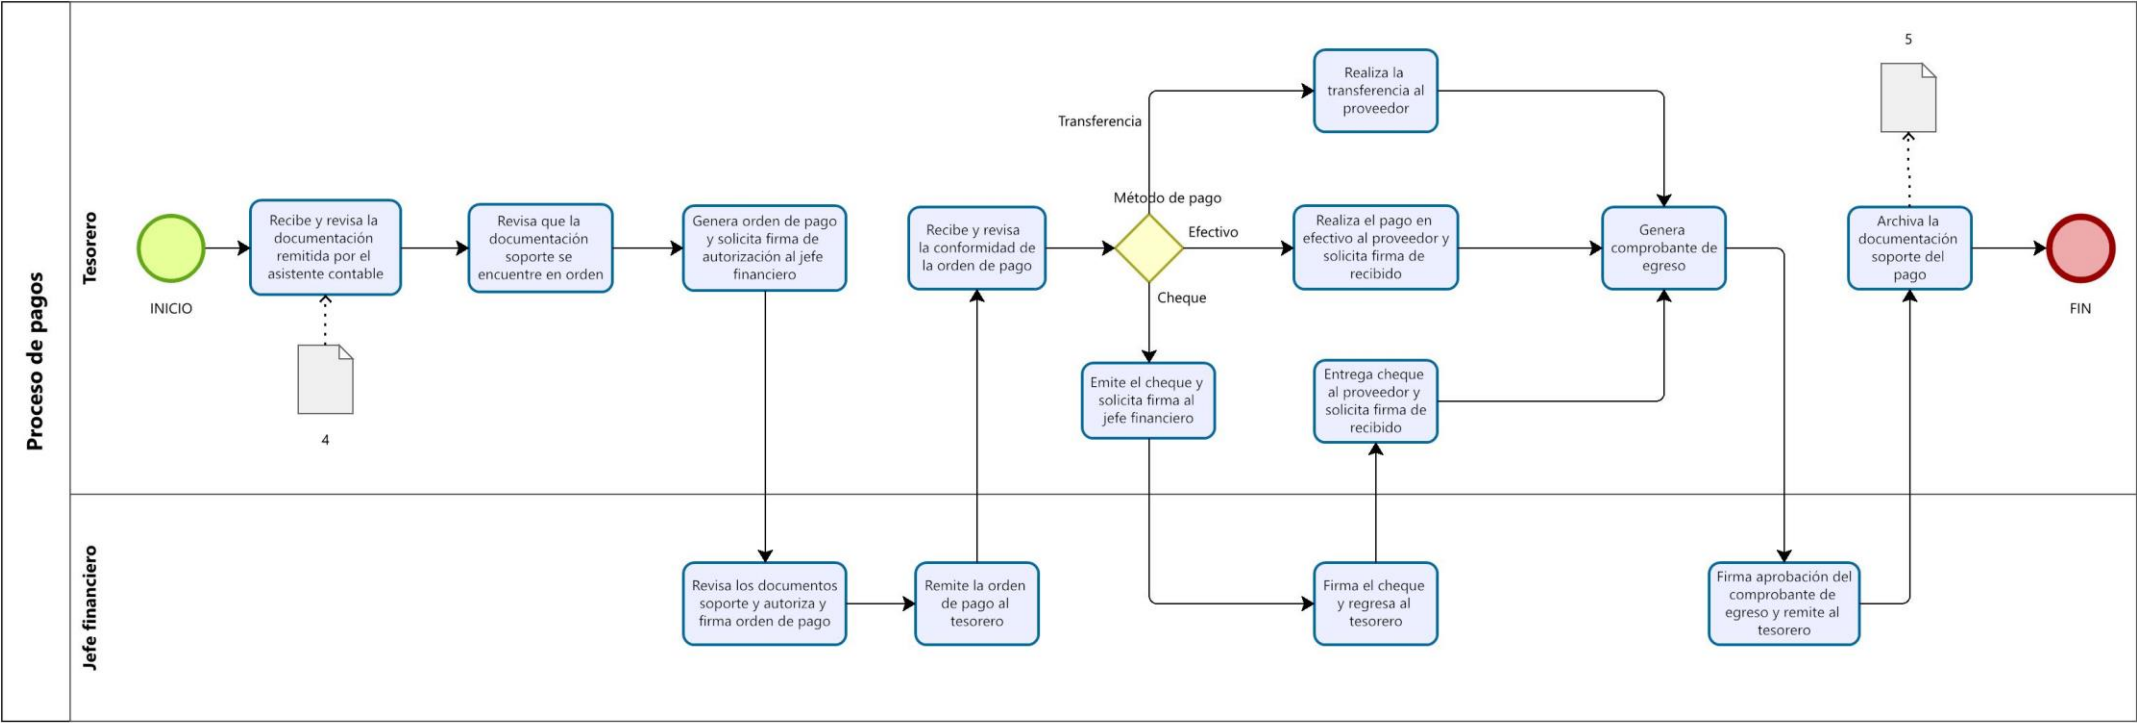 Proceso de pagos
Tesorero
INICIO
Recibe y revisa la
documentación
remitida por el
asistente contable
4
Revisa que la
documentación
soporte se
encuentre en orden
Genera orden de pago
y solicita firma de
autorización al jefe
financiero
Recibe y revisa
la conformidad de
la orden de pago
Método de pago
Transferencia
Efectivo
Cheque
Realiza la
transferencia al
proveedor
Realiza el pago en
efectivo al proveedor y
solicita firma de
recibido
Emite el cheque y
solicita firma al
jefe financiero
Entrega cheque
al proveedor y
solicita firma de
recibido
Genera
comprobante de
egreso
5
Archiva la
documentación
soporte del
pago
FIN
Jefe financiero
Revisa los documentos
soporte y autoriza y
firma orden de pago
Remite la orden
de pago al
tesorero
Firma el cheque
y regresa al
tesorero
Firma aprobación del
comprobante de
egreso y remite al
tesorero